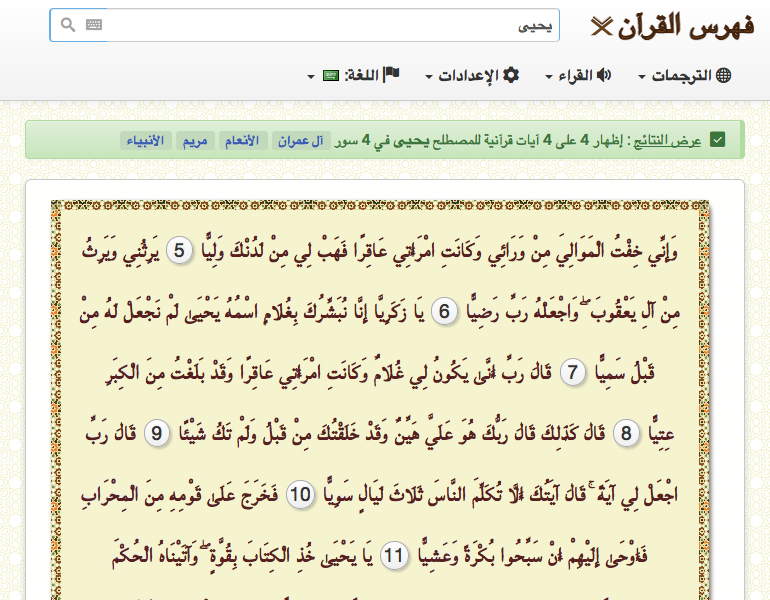 فهرس القرآن
يحيى
الترجمات القراء الإعدادات اللغة:
عرض النتائج : إظهار 4 على 4 آيات قرآنية للمصطلح يحيى في 4 سور آل عمران الأنعام مريم الأنبياء
وَإِنِّي خِفْتُ الْمَوَالِيَ مِنْ وَرَائِي وَكَانَتِ امْرَأَتِي عَاقِرًا فَهَبْ لِي مِنْ لَدُنْكَ وَلِيًّا 5 يَرِثُنِي وَيَرِثُ
مِنْ آلِ يَعْقُوبَ ۖ وَاجْعَلْهُ رَبِّ رَضِيًّا 6 يَا زَكَرِيَّا إِنَّا نُبَشِّرُكَ بِغُلَامٍ اسْمُهُ يَحْيَىٰ لَمْ نَجْعَلْ لَهُ مِنْ
قَبْلُ سَمِيًّا 7 قَالَ رَبِّ أَنَّىٰ يَكُونُ لِي غُلَامٌ وَكَانَتِ امْرَأَتِي عَاقِرًا وَقَدْ بَلَغْتُ مِنَ الْكِبَرِ
عِتِيًّا 8 قَالَ كَذَٰلِكَ قَالَ رَبُّكَ هُوَ عَلَيَّ هَيِّنٌ وَقَدْ خَلَقْتُكَ مِنْ قَبْلُ وَلَمْ تَكُ شَيْئًا 9 قَالَ رَبِّ
اجْعَلْ لِي آيَةً ۚ قَالَ آيَتُكَ أَلَّا تُكَلِّمَ النَّاسَ ثَلَاثَ لَيَالٍ سَوِيًّا 10 فَخَرَجَ عَلَىٰ قَوْمِهِ مِنَ الْمِحْرَابِ
فَأَوْحَىٰ إِلَيْهِمْ أَنْ سَبِّحُوا بُكْرَةً وَعَشِيًّا 11 يَا يَحْيَىٰ خُذِ الْكِتَابَ بِقُوَّةٍ ۖ وَآتَيْنَاهُ الْحُكْمَ